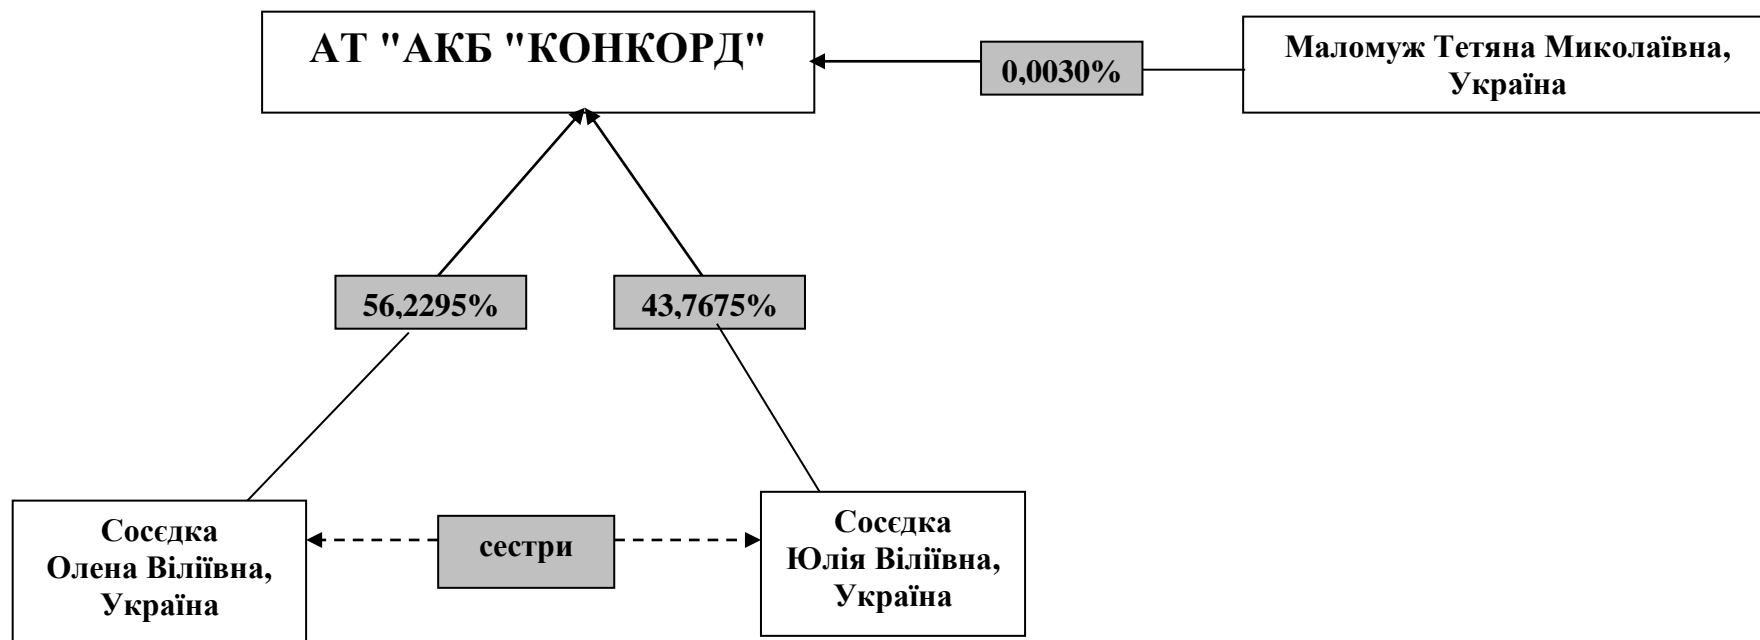 АТ "АКБ "КОНКОРД"
0,0030%
Маломуж Тетяна Миколаївна,
Україна
56,2295%
43,7675%
Сосєдка
Олена Віліївна,
Україна
сестри
Сосєдка
Юлія Віліївна,
Україна